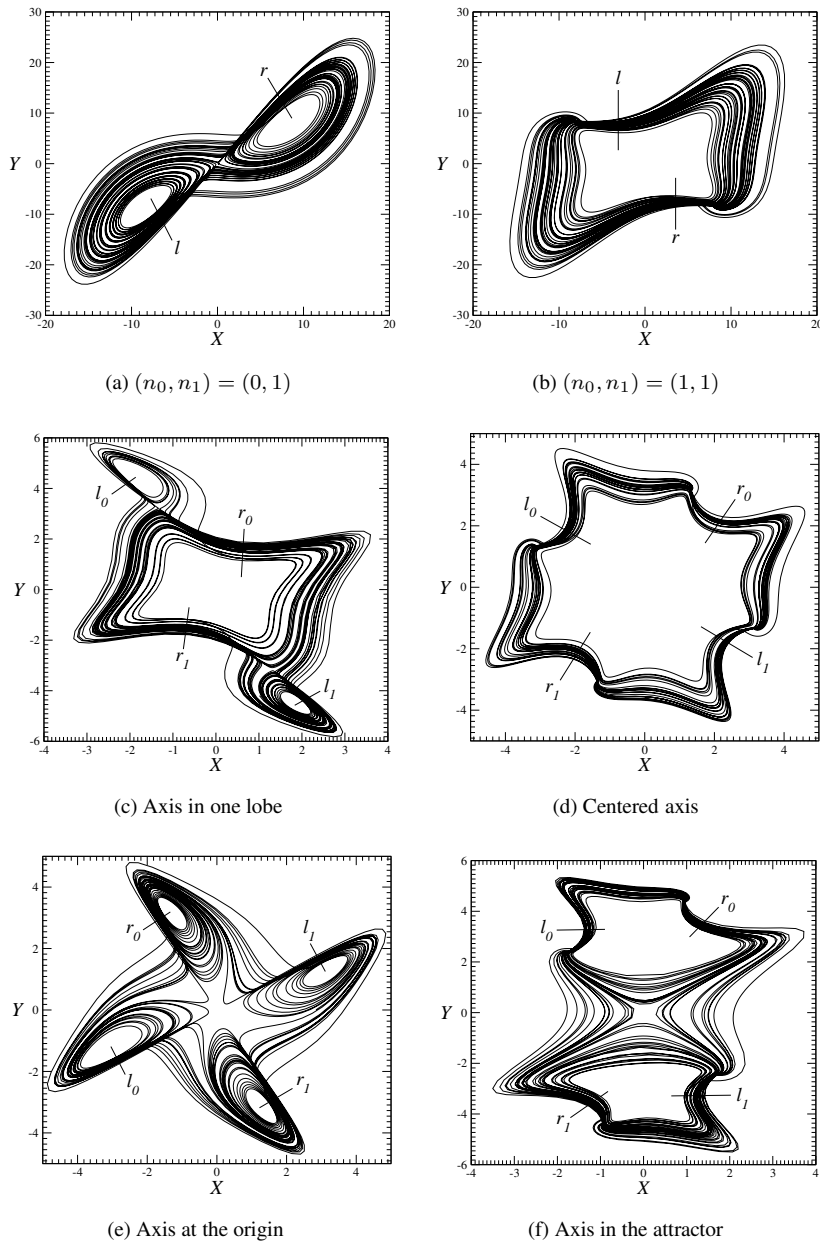 30
20
r
10
Y 0
-10
l
-20
-30
-20 -10 0 10 20
X
(a) (n₀, n₁) = (0, 1)
30
20
l
10
Y 0
-10
r
-20
-30
-20 -10 0 10 20
X
(b) (n₀, n₁) = (1, 1)
6
4
l₀
r₀
2
Y 0
-2
r₁
l₁
-4
-6
-4 -3 -2 -1 0 1 2 3 4
X
(c) Axis in one lobe
4
l₀ r₀
2
Y 0
-2
r₁ l₁
-4
-4 -2 0 2 4
X
(d) Centered axis
4
r₀ l₁
2
Y 0
-2
l₀ r₁
-4
-4 -2 0 2 4
X
(e) Axis at the origin
6
4
l₀ r₀
2
Y 0
-2
r₁ l₁
-4
-6
-4 -3 -2 -1 0 1 2 3 4
X
(f) Axis in the attractor